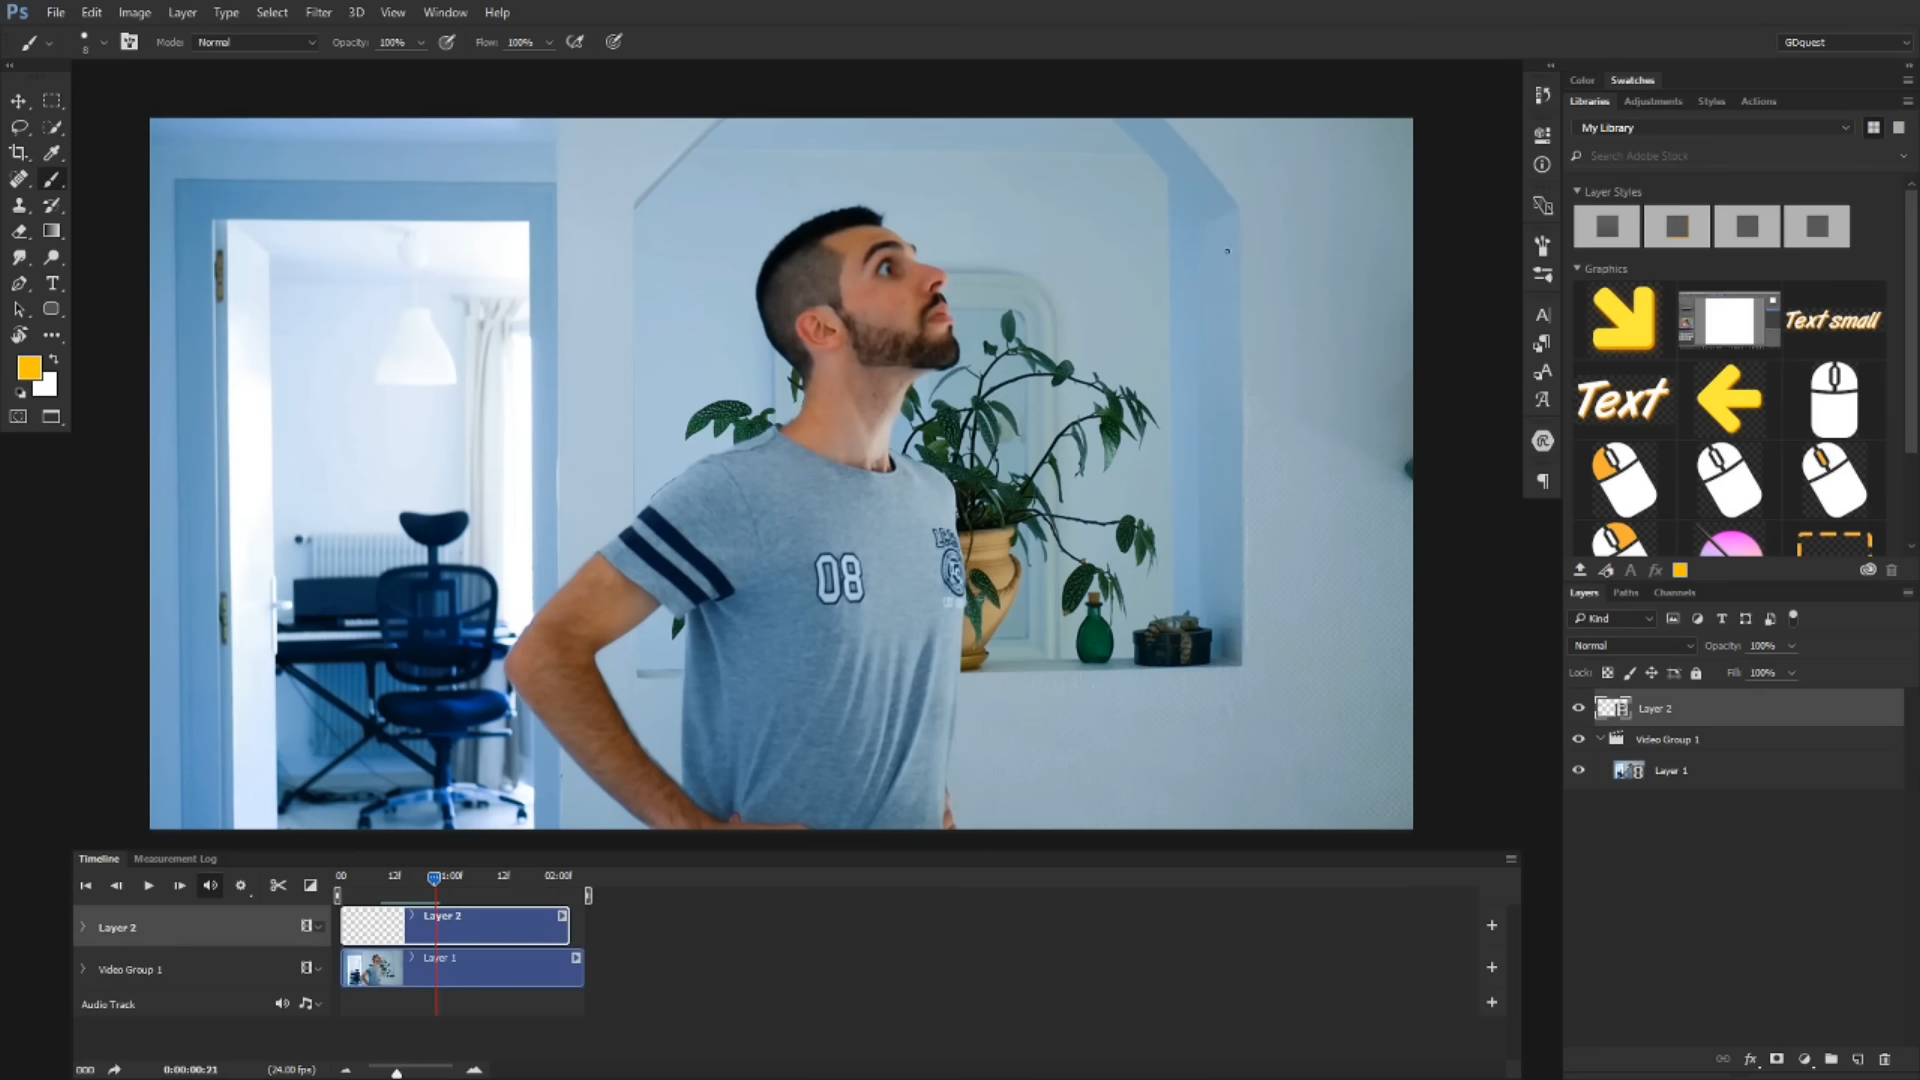 Ps File Edit Image Layer Type Select Filter 3D View Window Help
8 Mode: Normal Opacity: 100% Flow: 100% GDquest
Color Swatches
Libraries Adjustments Styles Actions
My Library
Search Adobe Stock
Layer Styles
Graphics
Text small
Text
08
A
fx
Layers Paths Channels
Kind
Normal Opacity: 100%
Lock: Fill: 100%
Layer 2
Video Group 1
Layer 1
Timeline Measurement Log
00 12f 1:00f 12f 02:00f
Layer 2 Layer 2
Layer 1
Video Group 1
Audio Track
0:00:00:21 (24.00 fps)
fx